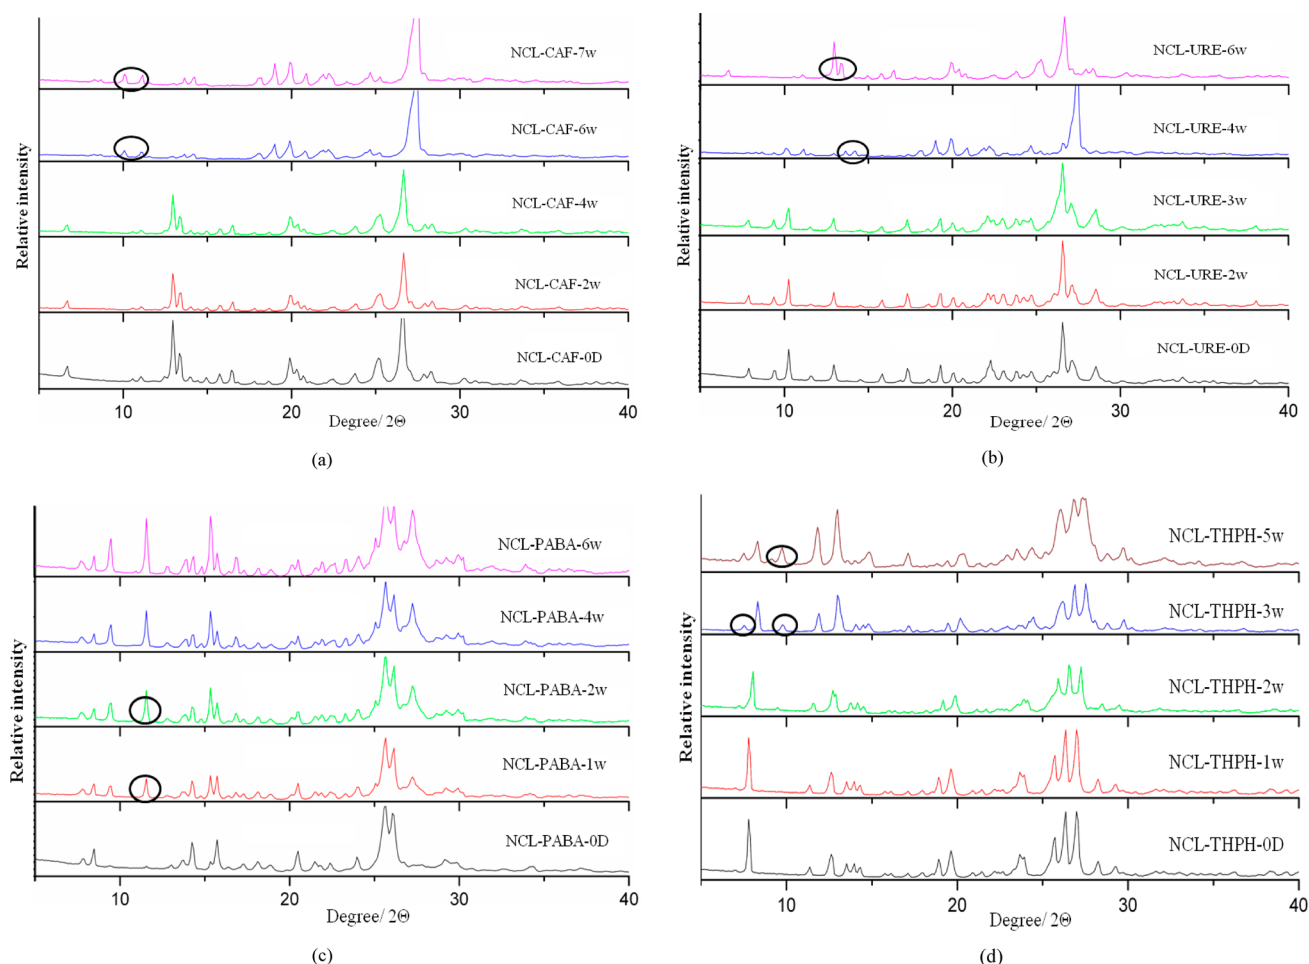 Relative intensity
NCL-CAF-7w
NCL-CAF-6w
NCL-CAF-4w
NCL-CAF-2w
NCL-CAF-0D
10 20 30 40
Degree/ 2Θ
(a)
Relative intensity
NCL-URE-6w
NCL-URE-4w
NCL-URE-3w
NCL-URE-2w
NCL-URE-0D
10 20 30 40
Degree/ 2Θ
(b)
Relative intensity
NCL-PABA-6w
NCL-PABA-4w
NCL-PABA-2w
NCL-PABA-1w
NCL-PABA-0D
10 20 30 40
Degree/ 2Θ
(c)
Relative intensity
NCL-THPH-5w
NCL-THPH-3w
NCL-THPH-2w
NCL-THPH-1w
NCL-THPH-0D
10 20 30 40
Degree/ 2Θ
(d)